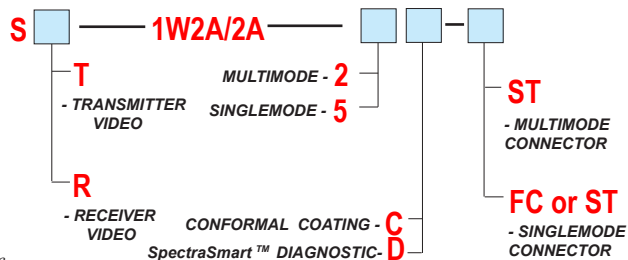 S — 1W2A/2A — –
T
- TRANSMITTER
VIDEO
R
- RECEIVER
VIDEO
MULTIMODE - 2
SINGLEMODE - 5
CONFORMAL COATING - C
SpectraSmart ™ DIAGNOSTIC- D
ST
- MULTIMODE
CONNECTOR
FC or ST
- SINGLEMODE
CONNECTOR